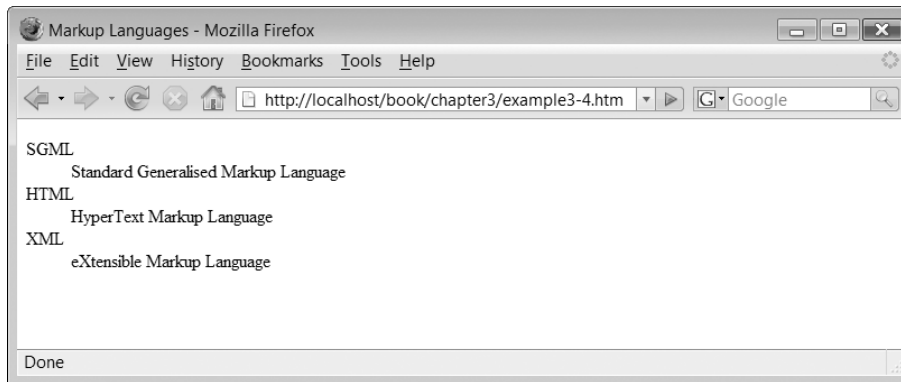 Markup Languages - Mozilla Firefox
File Edit View History Bookmarks Tools Help
http://localhost/book/chapter3/example3-4.htm G Google
SGML
Standard Generalised Markup Language
HTML
HyperText Markup Language
XML
eXtensible Markup Language
Done